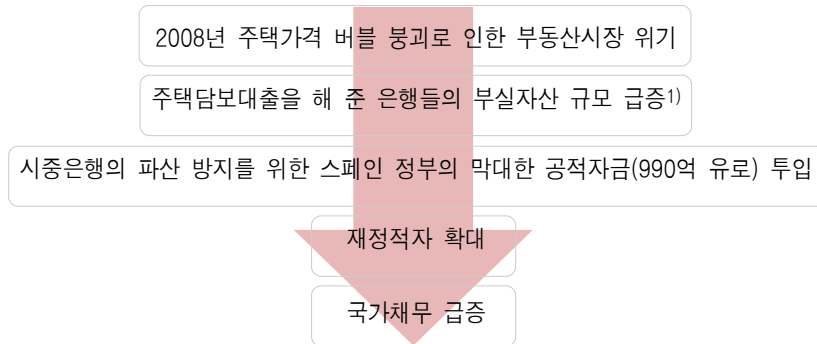 2008년 주택가격 버블 붕괴로 인한 부동산시장 위기
주택담보대출을 해 준 은행들의 부실자산 규모 급증1)
시중은행의 파산 방지를 위한 스페인 정부의 막대한 공적자금(990억 유로) 투입
재정적자 확대
국가채무 급증